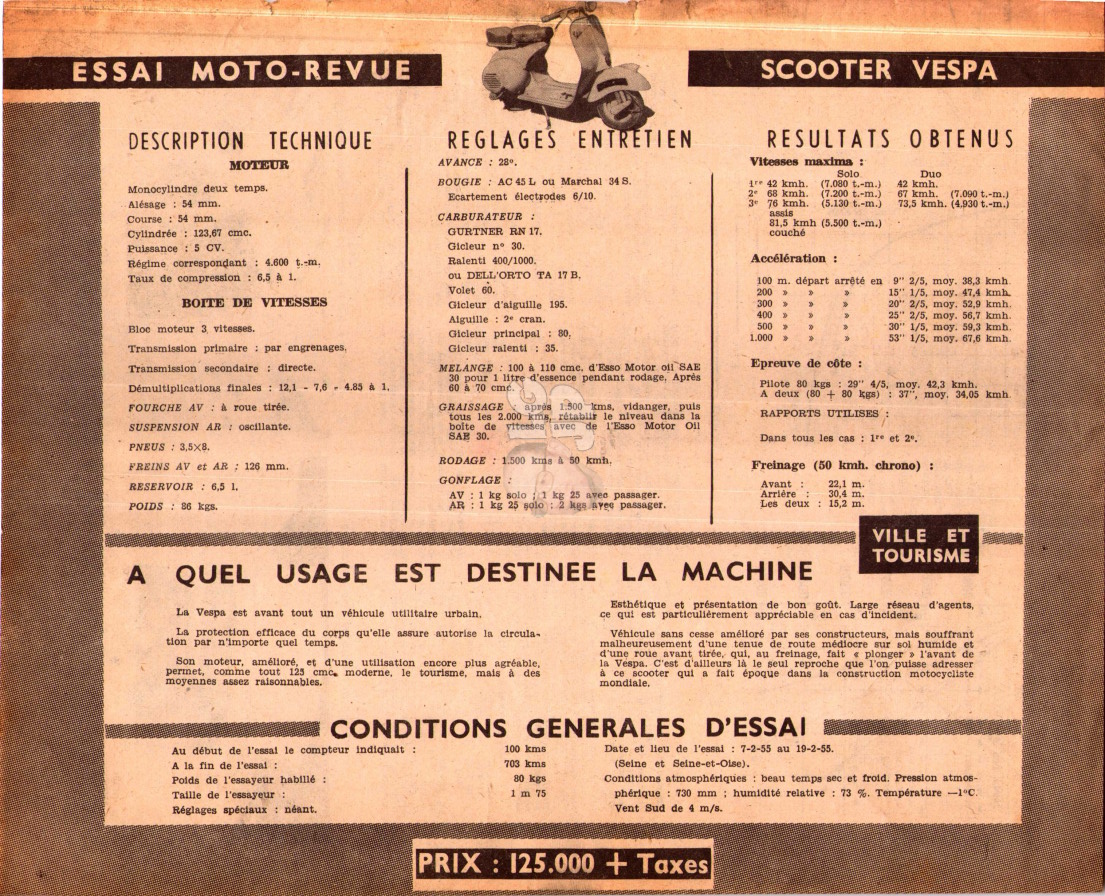 ESSAI MOTO-REVUE
SCOOTER VESPA
DESCRIPTION TECHNIQUE
MOTEUR
Monocylindre deux temps.
Alésage : 54 mm.
Course : 54 mm.
Cylindrée : 123,67 cmc.
Puissance : 5 CV.
Régime correspondant : 4.600 t.-m.
Taux de compression : 6,5 à 1.
BOITE DE VITESSES
Bloc moteur 3 vitesses.
Transmission primaire : par engrenages.
Transmission secondaire : directe.
Démultiplications finales : 12,1 - 7,6 - 4.85 à 1.
FOURCHE AV : à roue tirée.
SUSPENSION AR : oscillante.
PNEUS : 3,5×8.
FREINS AV et AR : 126 mm.
RESERVOIR : 6,5 l.
POIDS : 86 kgs.
REGLAGES ENTRETIEN
AVANCE : 28°.
BOUGIE : AC 45 L ou Marchal 34 S.
Ecartement électrodes 6/10.
CARBURATEUR :
GURTNER RN 17.
Gicleur n° 30.
Ralenti 400/1000.
ou DELL'ORTO TA 17 B.
Volet 60.
Gicleur d'aiguille 195.
Aiguille : 2e cran.
Gicleur principal : 80.
Gicleur ralenti : 35.
MELANGE : 100 à 110 cmc. d'Esso Motor oil SAE
30 pour 1 litre d'essence pendant rodage. Après
60 à 70 cmc.
GRAISSAGE : après 1.500 kms, vidanger, puis
tous les 2.000 kms, rétablir le niveau dans la
boîte de vitesses avec de l'Esso Motor Oil
SAE 30.
RODAGE : 1.500 kms à 50 kmh.
GONFLAGE :
AV : 1 kg solo ; 1 kg 25 avec passager.
AR : 1 kg 25 solo : 2 kgs avec passager.
RESULTATS OBTENUS
Vitesses maxima :
Solo Duo
1re 42 kmh. (7.080 t.-m.) 42 kmh.
2e 68 kmh. (7.200 t.-m.) 67 kmh. (7.090 t.-m.)
3e 76 kmh. (5.130 t.-m.) 73,5 kmh. (4.930 t.-m.)
assis
81,5 kmh (5.500 t.-m.)
couché
Accélération :
100 m. départ arrêté en 9" 2/5, moy. 38,3 kmh.
200 » » » 15" 1/5, moy. 47,4 kmh.
300 » » » 20" 2/5, moy. 52,9 kmh.
400 » » » 25" 2/5, moy. 56,7 kmh.
500 » » » 30" 1/5, moy. 59,3 kmh.
1.000 » » » 53" 1/5, moy. 67,6 kmh.
Epreuve de côte :
Pilote 80 kgs : 29" 4/5, moy. 42,3 kmh.
A deux (80 + 80 kgs) : 37", moy. 34,05 kmh.
RAPPORTS UTILISES :
Dans tous les cas : 1re et 2e.
Freinage (50 kmh. chrono) :
Avant : 22,1 m.
Arrière : 30,4 m.
Les deux : 15,2 m.
VILLE ET
TOURISME
A QUEL USAGE EST DESTINEE LA MACHINE
La Vespa est avant tout un véhicule utilitaire urbain.
La protection efficace du corps qu'elle assure autorise la circula-
tion par n'importe quel temps.
Son moteur, amélioré, et d'une utilisation encore plus agréable,
permet, comme tout 125 cmc. moderne, le tourisme, mais à des
moyennes assez raisonnables.
Esthétique et présentation de bon goût. Large réseau d'agents,
ce qui est particulièrement appréciable en cas d'incident.
Véhicule sans cesse amélioré par ses constructeurs, mais souffrant
malheureusement d'une tenue de route médiocre sur sol humide et
d'une roue avant tirée, qui, au freinage, fait « plonger » l'avant de
la Vespa. C'est d'ailleurs là le seul reproche que l'on puisse adresser
à ce scooter qui a fait époque dans la construction motocycliste
mondiale.
CONDITIONS GENERALES D'ESSAI
Au début de l'essai le compteur indiquait : 100 kms
A la fin de l'essai : 703 kms
Poids de l'essayeur habillé : 80 kgs
Taille de l'essayeur : 1 m 75
Réglages spéciaux : néant.
Date et lieu de l'essai : 7-2-55 au 19-2-55.
(Seine et Seine-et-Oise).
Conditions atmosphériques : beau temps sec et froid. Pression atmos-
phérique : 730 mm ; humidité relative : 73 %. Température —1°C.
Vent Sud de 4 m/s.
PRIX : 125.000 + Taxes